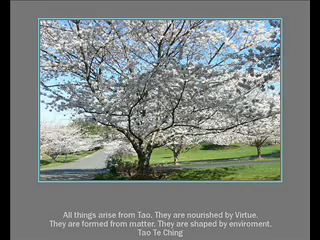 All things arise from Tao. They are nourished by Virtue.
They are formed from matter. They are shaped by enviroment.
Tao Te Ching